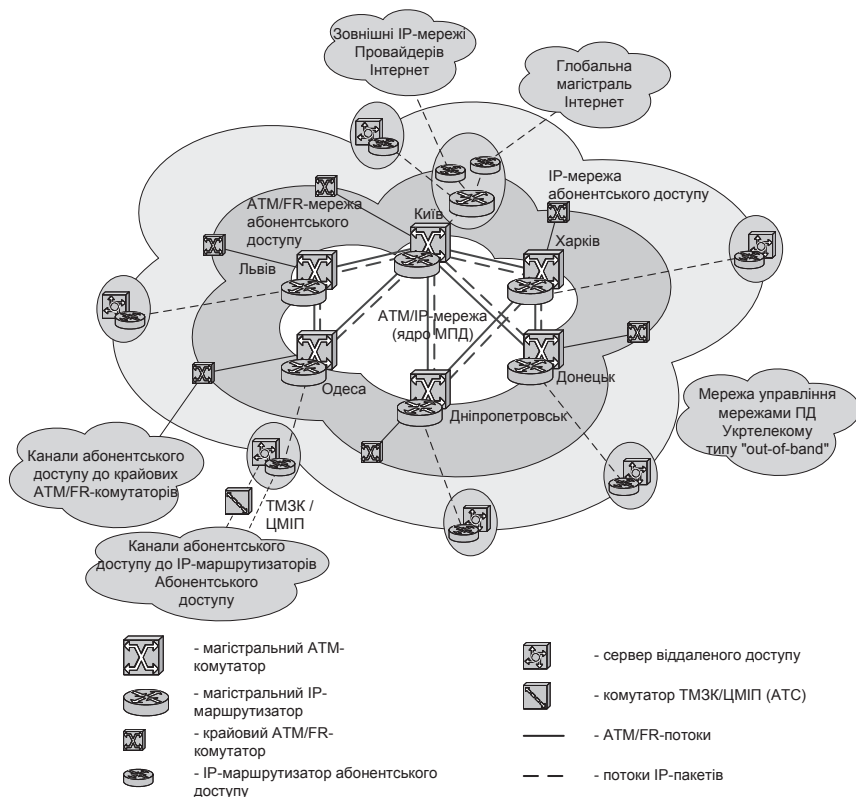 Зовнішні IP-мережі
Провайдерів
Інтернет
Глобальна
магістраль
Інтернет
IP-мережа
абонентського доступу
ATM/FR-мережа
абонентського
доступу
Київ
Харків
Львів
ATM/IP-мережа
(ядро МПД)
Одеса
Донецьк
Дніпропетровськ
Мережа управління
мережами ПД
Укртелекому
типу "out-of-band"
Канали абонентського
доступу до крайових
ATM/FR-комутаторів
ТМЗК /
ЦМІП
Канали абонентського
доступу до IP-маршрутизаторів
Абонентського
доступу
- магістральний ATM-
комутатор
- магістральний IP-
маршрутизатор
- крайовий ATM/FR-
комутатор
- IP-маршрутизатор абонентського
доступу
- сервер віддаленого доступу
- комутатор ТМЗК/ЦМІП (АТС)
- ATM/FR-потоки
- потоки IP-пакетів